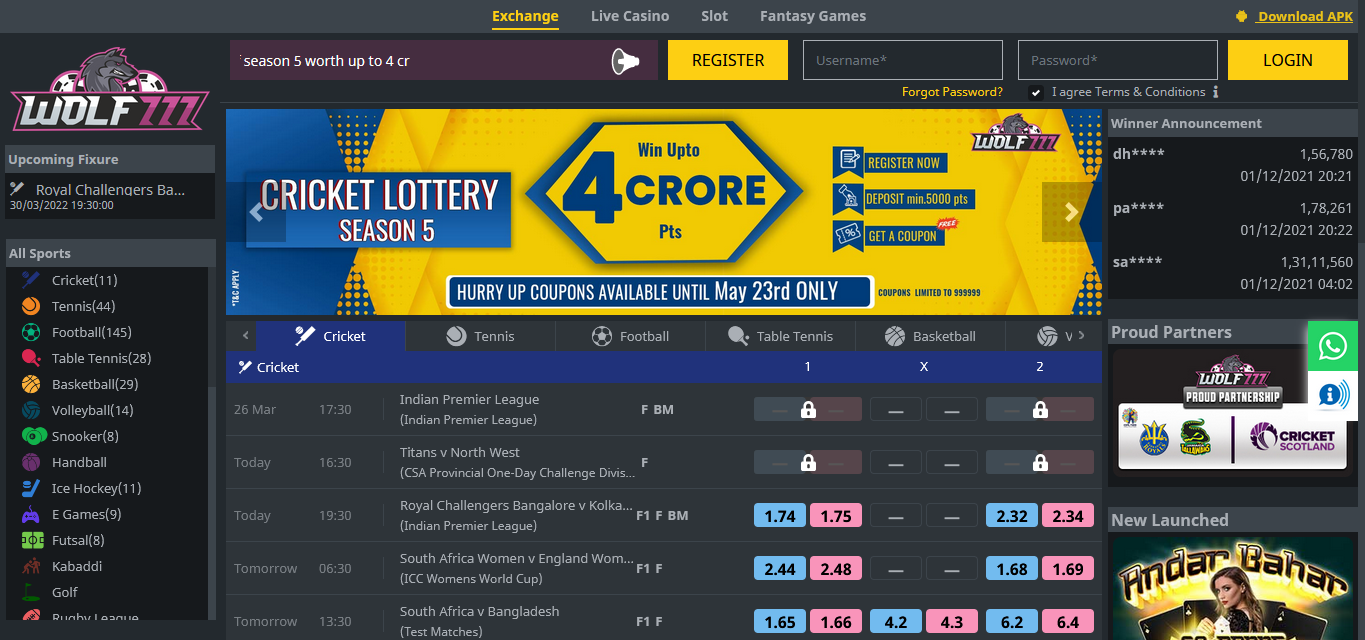 Exchange Live Casino Slot Fantasy Games Download APK
season 5 worth up to 4 cr REGISTER Username* Password* LOGIN
Forgot Password? I agree Terms & Conditions
WOLF777
Upcoming Fixure
Royal Challengers Ba...
30/03/2022 19:30:00
All Sports
Cricket(11)
Tennis(44)
Football(145)
Table Tennis(28)
Basketball(29)
Volleyball(14)
Snooker(8)
Handball
Ice Hockey(11)
E Games(9)
Futsal(8)
Kabaddi
Golf
Rugby League
CRICKET LOTTERY
SEASON 5
*T&C APPLY
Win Upto
4 CRORE
Pts
WOLF777
REGISTER NOW
DEPOSIT min.5000 pts
GET A COUPON FREE
HURRY UP COUPONS AVAILABLE UNTIL May 23rd ONLY
COUPONS LIMITED TO 999999
Cricket Tennis Football Table Tennis Basketball V
Cricket 1 X 2
26 Mar 17:30 Indian Premier League F BM — — — —
(Indian Premier League)
Today 16:30 Titans v North West F — — — —
(CSA Provincial One-Day Challenge Divis...
Today 19:30 Royal Challengers Bangalore v Kolka... F1 F BM 1.74 1.75 — — 2.32 2.34
(Indian Premier League)
Tomorrow 06:30 South Africa Women v England Wom... F1 F 2.44 2.48 — — 1.68 1.69
(ICC Womens World Cup)
Tomorrow 13:30 South Africa v Bangladesh F1 F 1.65 1.66 4.2 4.3 6.2 6.4
(Test Matches)
Winner Announcement
dh**** 1,56,780
01/12/2021 20:21
pa**** 1,78,261
01/12/2021 20:22
sa**** 1,31,11,560
01/12/2021 04:02
Proud Partners
WOLF777
PROUD PARTNERSHIP
ROYALS
TALLAWAHS
CRICKET
SCOTLAND
New Launched
Andar Bahar